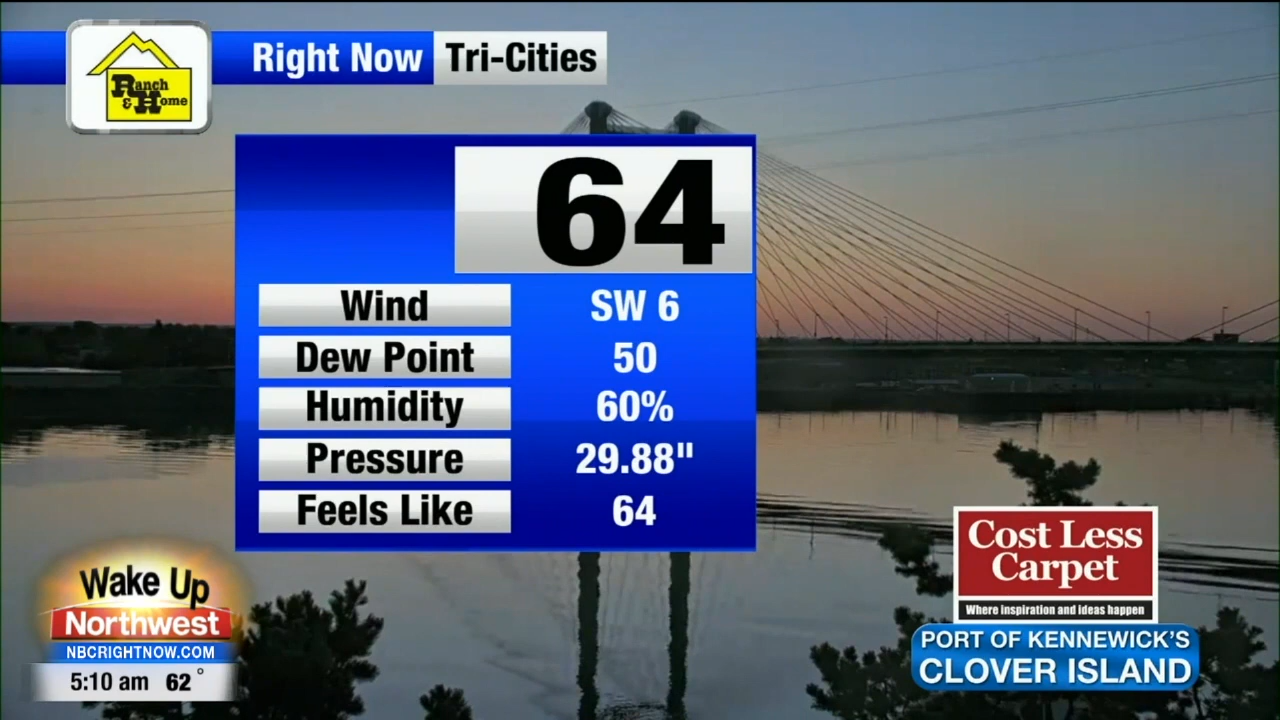 Ranch
& Home
Right Now
Tri-Cities
64
Wind SW 6
Dew Point 50
Humidity 60%
Pressure 29.88"
Feels Like 64
Wake Up
Northwest
NBCRIGHTNOW.COM
5:10 am 62°
Cost Less
Carpet
Where inspiration and ideas happen
PORT OF KENNEWICK'S
CLOVER ISLAND